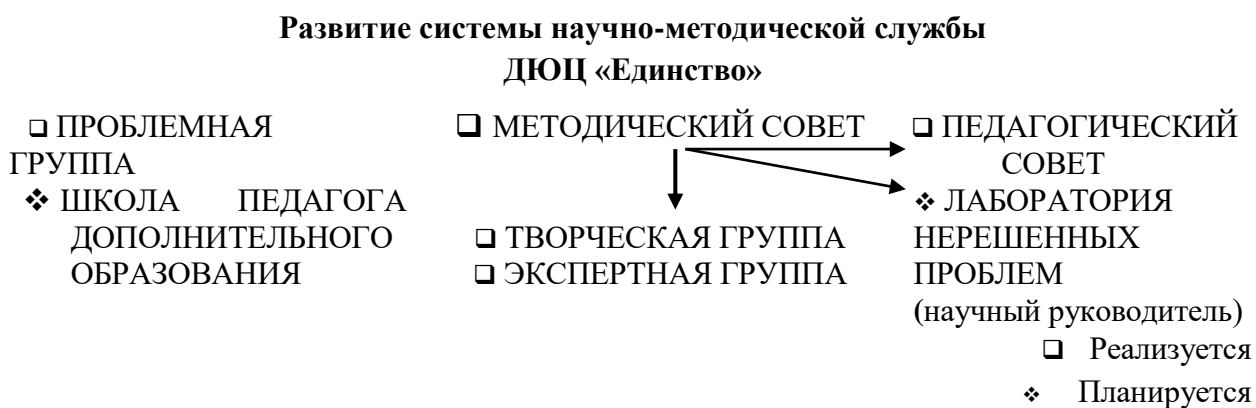 Развитие системы научно-методической службы
ДЮЦ «Единство»
❑ ПРОБЛЕМНАЯ
ГРУППА
❖ ШКОЛА ПЕДАГОГА
ДОПОЛНИТЕЛЬНОГО
ОБРАЗОВАНИЯ
❑ МЕТОДИЧЕСКИЙ СОВЕТ
❑ ТВОРЧЕСКАЯ ГРУППА
❑ ЭКСПЕРТНАЯ ГРУППА
❑ ПЕДАГОГИЧЕСКИЙ
СОВЕТ
❖ ЛАБОРАТОРИЯ
НЕРЕШЕННЫХ
ПРОБЛЕМ
(научный руководитель)
❑ Реализуется
❖ Планируется